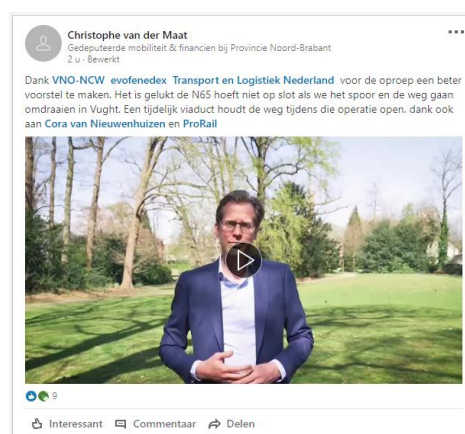 Christophe van der Maat
Gedeputeerde mobiliteit & financien bij Provincie Noord-Brabant
2 u · Bewerkt
Dank VNO-NCW evofenedex Transport en Logistiek Nederland voor de oproep een beter
voorstel te maken. Het is gelukt de N65 hoeft niet op slot als we het spoor en de weg gaan
omdraaien in Vught. Een tijdelijk viaduct houdt de weg tijdens die operatie open. dank ook
aan Cora van Nieuwenhuizen en ProRail
9
Interessant Commentaar Delen